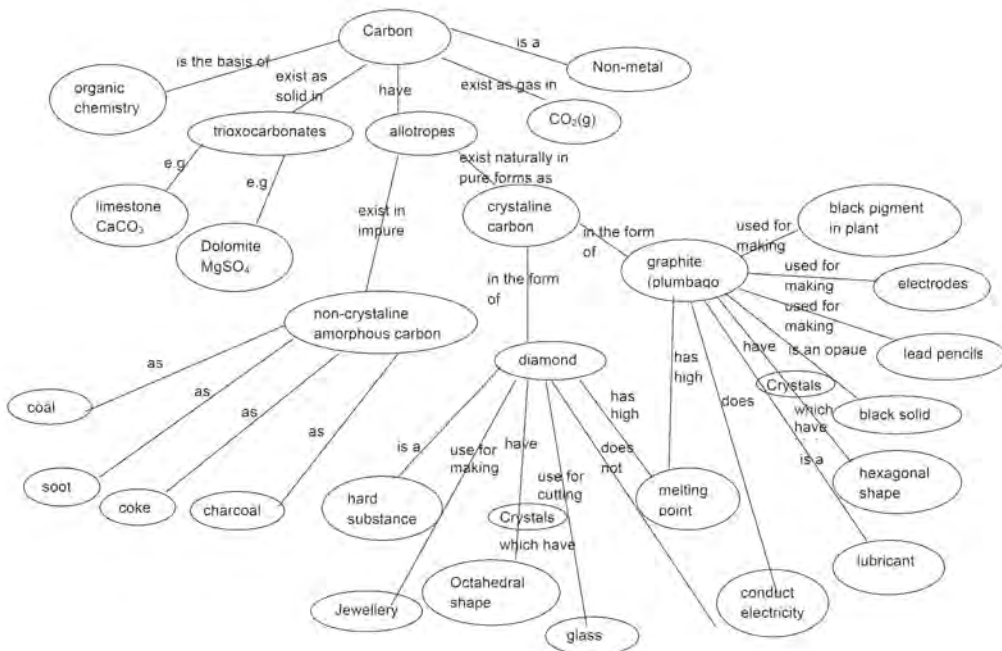 Carbon
is a
Non-metal
is the basis of
organic
chemistry
exist as
solid in
have
exist as gas in
CO₂(g)
trioxocarbonates
allotropes
e.g
e.g
limestone
CaCO₃
Dolomite
MgSO₄
exist in
impure
exist naturally in
pure forms as
crystaline
carbon
in the form
of
in the form
of
graphite
(plumbago
used for
making
black pigment
in plant
used for
making
electrodes
used for
making
lead pencils
is an opaue
black solid
have
Crystals
which
have
hexagonal
shape
is a
lubricant
has
high
does
non-crystaline
amorphous carbon
as
coal
as
soot
as
coke
as
charcoal
diamond
is a
hard
substance
use for
making
Jewellery
have
Crystals
which have
Octahedral
shape
use for
cutting
glass
has
high
melting
point
does
not
conduct
electricity